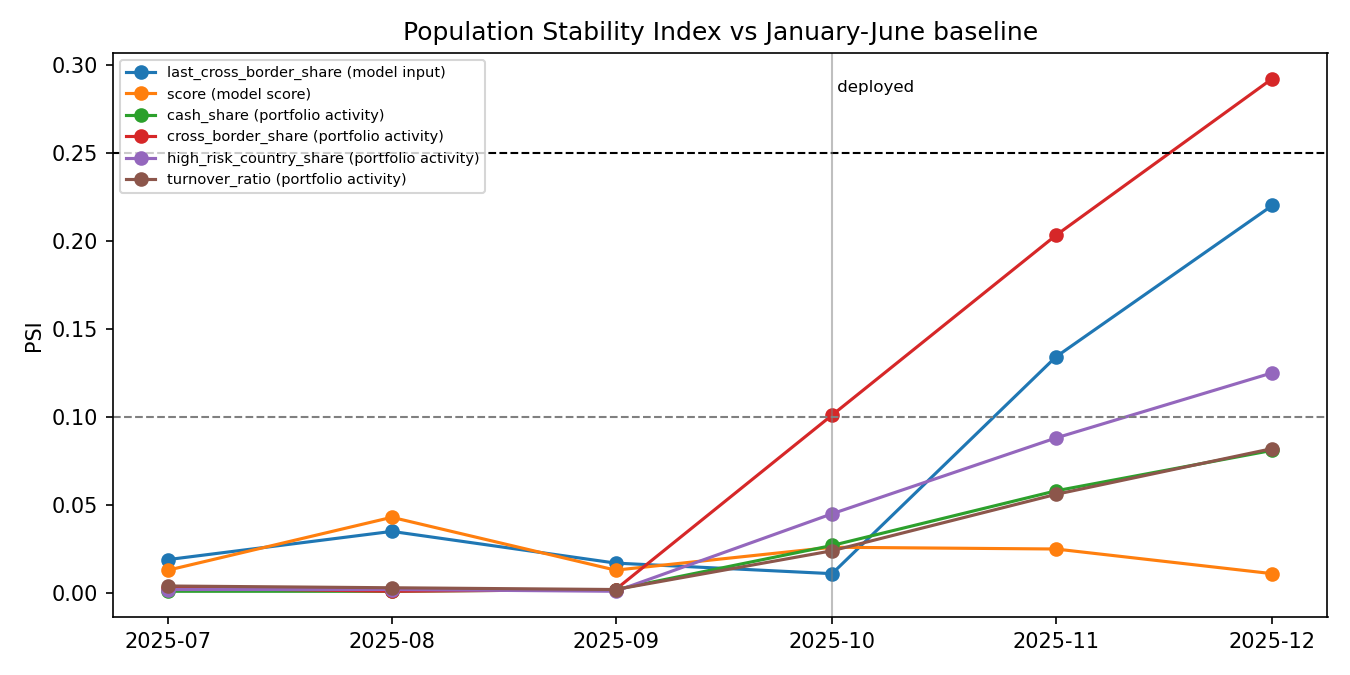 Population Stability Index vs January-June baseline
last_cross_border_share (model input)
score (model score)
cash_share (portfolio activity)
cross_border_share (portfolio activity)
high_risk_country_share (portfolio activity)
turnover_ratio (portfolio activity)
deployed
PSI
0.30
0.25
0.20
0.15
0.10
0.05
0.00
2025-07 2025-08 2025-09 2025-10 2025-11 2025-12